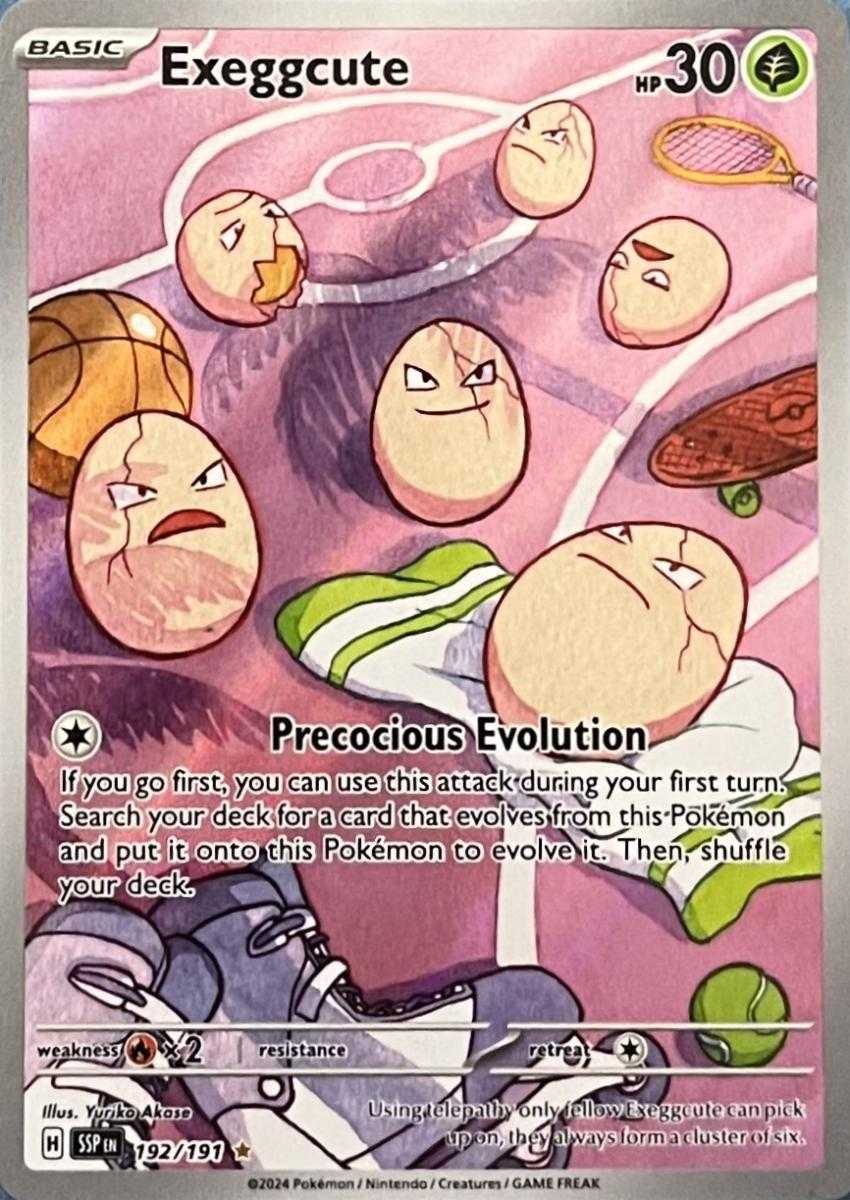 BASIC
Exeggcute
HP 30
Precocious Evolution
If you go first, you can use this attack during your first turn.
Search your deck for a card that evolves from this Pokémon
and put it onto this Pokémon to evolve it. Then, shuffle
your deck.
weakness ×2 resistance retreat
Illus. Yuriko Akase
Using telepathy only fellow Exeggcute can pick
up on, they always form a cluster of six.
H SSP EN 192/191
©2024 Pokémon / Nintendo / Creatures / GAME FREAK